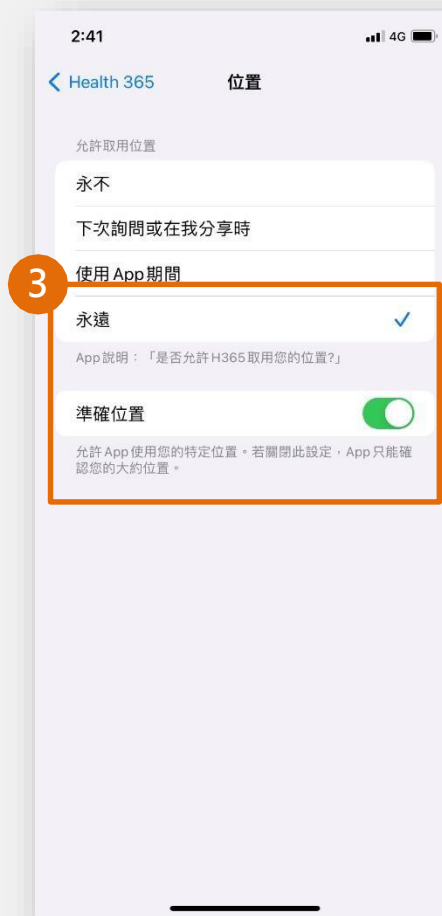 2:41
4G
Health 365
位置
允許取用位置
永不
下次詢問或在我分享時
使用 App 期間
3
永遠
App 說明：「是否允許 H365 取用您的位置?」
準確位置
允許 App 使用您的特定位置。若關閉此設定，App 只能確
認您的大約位置。